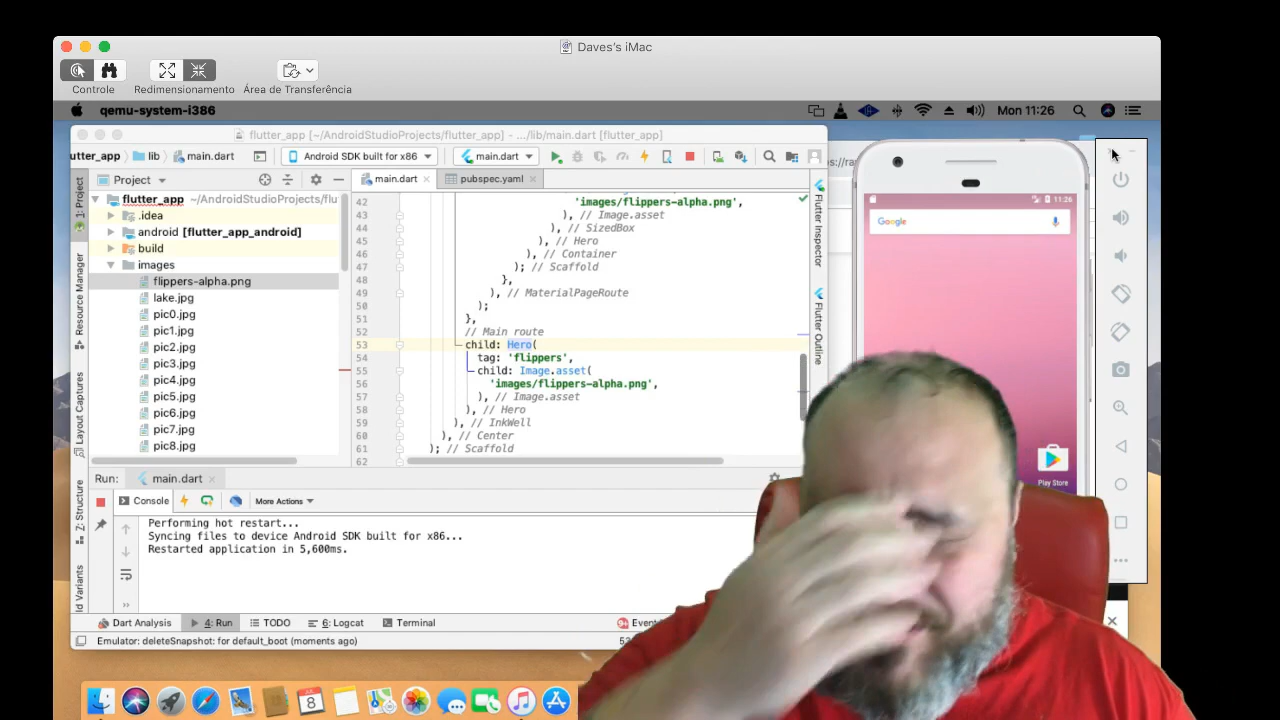 Daves's iMac
Controle
Redimensionamento
Área de Transferência
qemu-system-i386
Mon 11:26
flutter_app [~/AndroidStudioProjects/flutter_app] - .../lib/main.dart [flutter_app]
utter_app
lib
main.dart
Android SDK built for x86
main.dart
1: Project
Resource Manager
Layout Captures
Z: Structure
ld Variants
Project
flutter_app ~/AndroidStudioProjects/flu
.idea
android [flutter_app_android]
build
images
flippers-alpha.png
lake.jpg
pic0.jpg
pic1.jpg
pic2.jpg
pic3.jpg
pic4.jpg
pic5.jpg
pic6.jpg
pic7.jpg
pic8.jpg
main.dart
pubspec.yaml
42 'images/flippers-alpha.png',
43 ), // Image.asset
44 ), // SizedBox
45 ), // Hero
46 ), // Container
47 ); // Scaffold
48 },
49 ), // MaterialPageRoute
50 );
51 },
52 // Main route
53 child: Hero(
54 tag: 'flippers',
55 child: Image.asset(
56 'images/flippers-alpha.png',
57 ), // Image.asset
58 ), // Hero
59 ), // InkWell
60 ), // Center
61 ); // Scaffold
62
Flutter Inspector
Flutter Outline
Run:
main.dart
Console
More Actions
Performing hot restart...
Syncing files to device Android SDK built for x86...
Restarted application in 5,600ms.
Dart Analysis
4: Run
TODO
6: Logcat
Terminal
Event
Emulator: deleteSnapshot: for default_boot (moments ago)
11:26
Google
Play Store
8